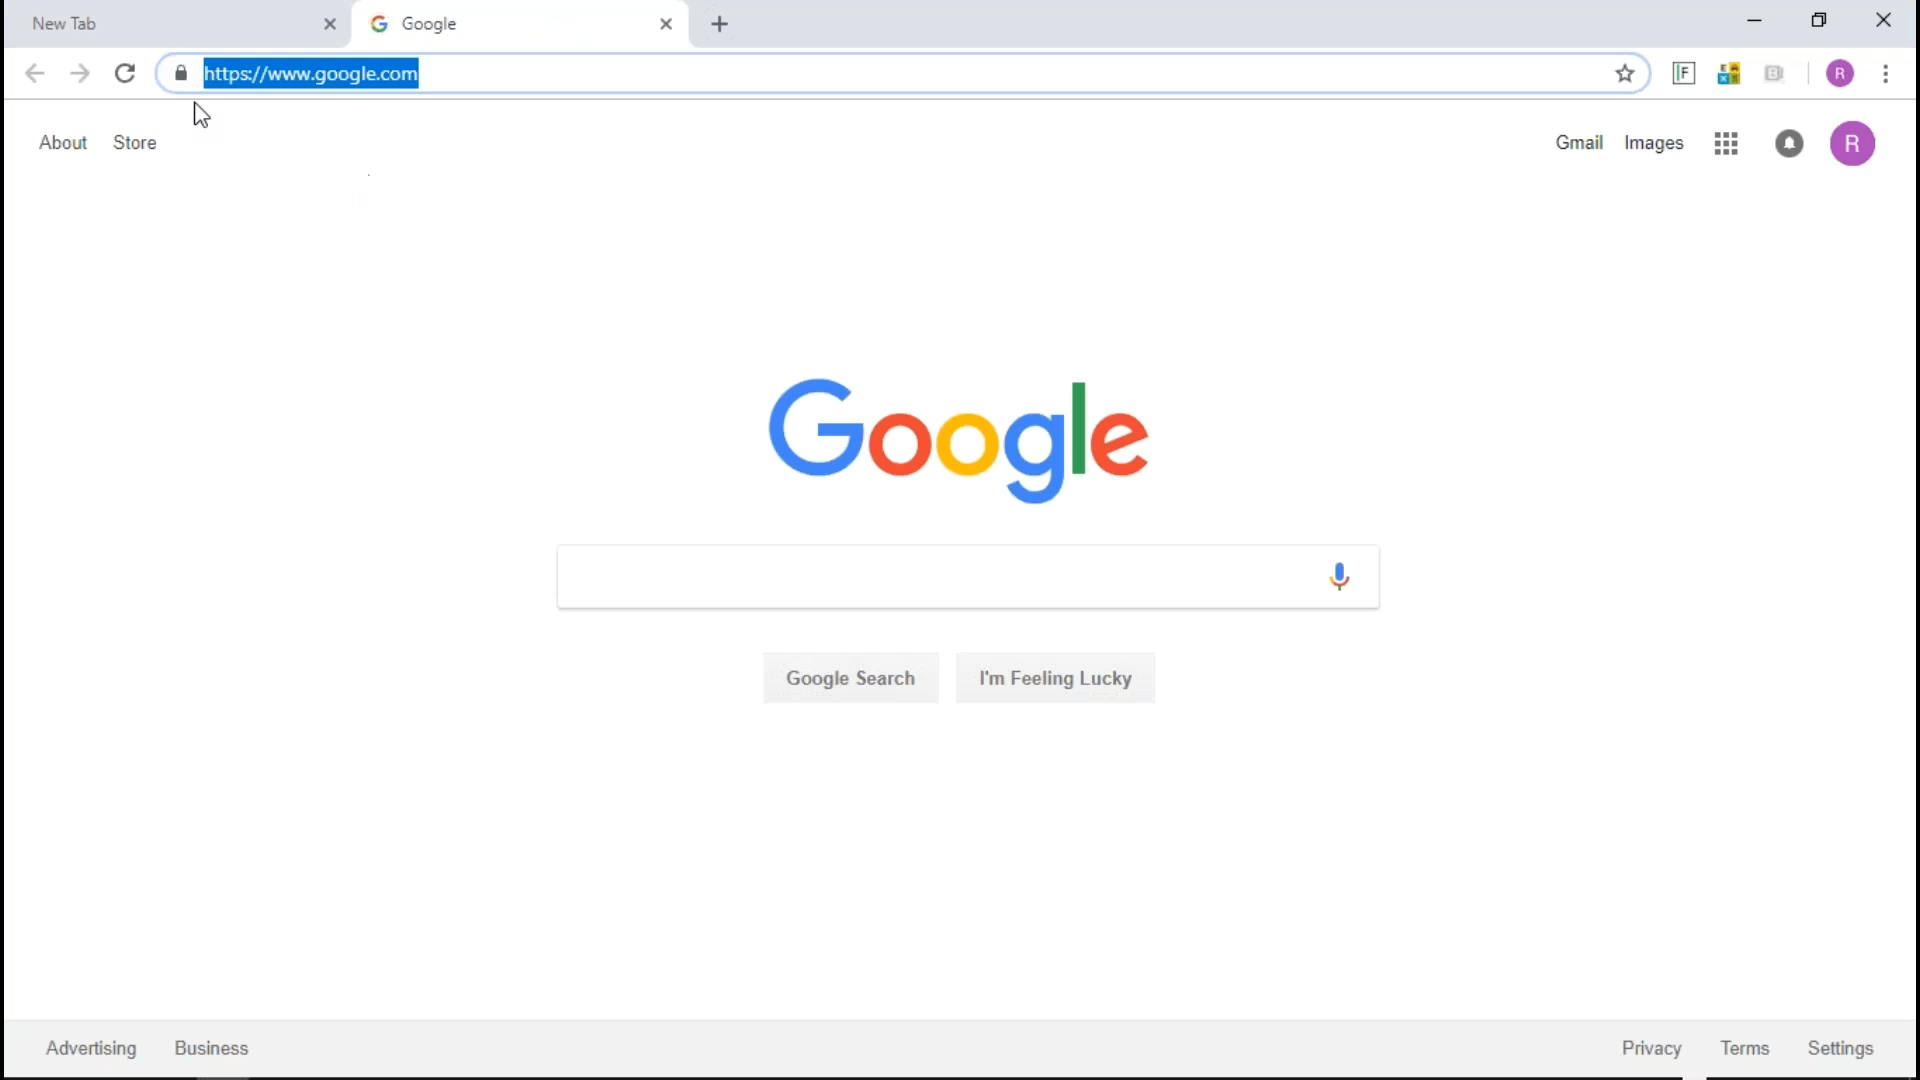 New Tab
Google
https://www.google.com
F
R
About Store
Gmail Images
R
Google
Google Search I'm Feeling Lucky
Advertising Business
Privacy Terms Settings